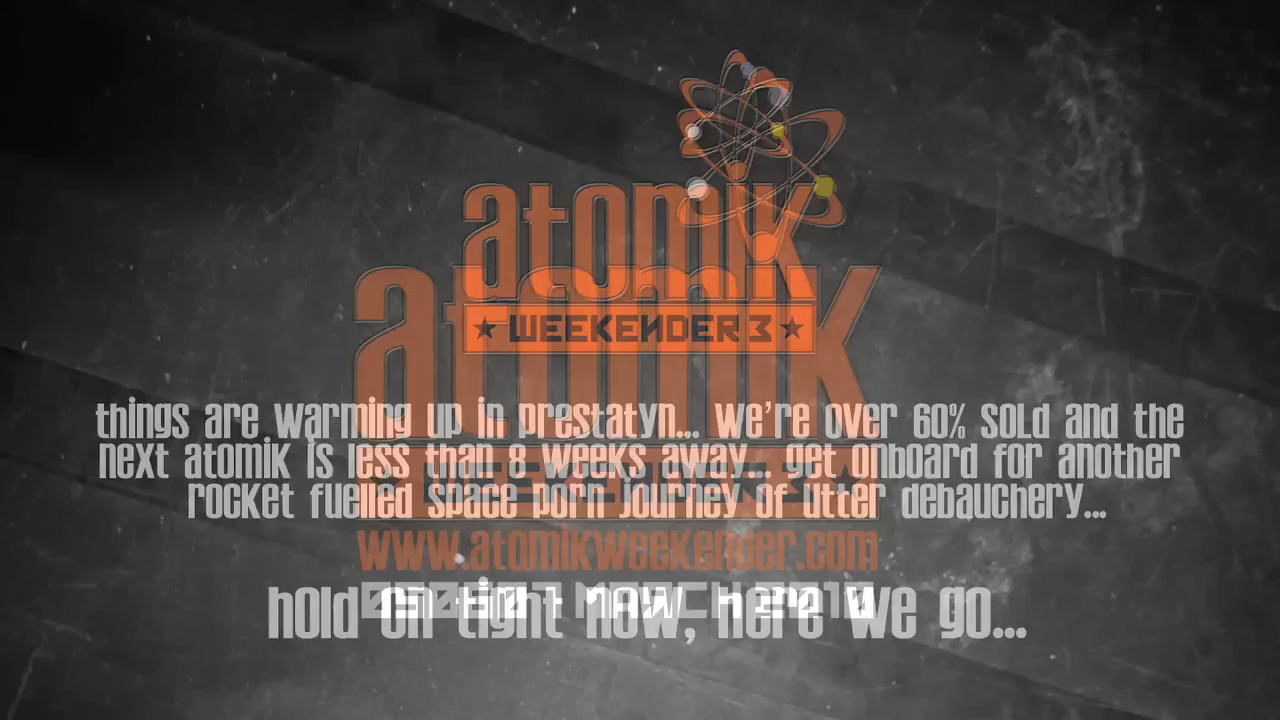 atomik
★ WEEKENDER 3 ★
atomik
things are warming up in prestatyn... we're over 60% sold and the
next atomik is less than 8 weeks away... get onboard for another
★ WEEKENDER 3 ★
rocket fuelled space porn journey of utter debauchery...
www.atomikweekender.com
hold on tight now, here we go...